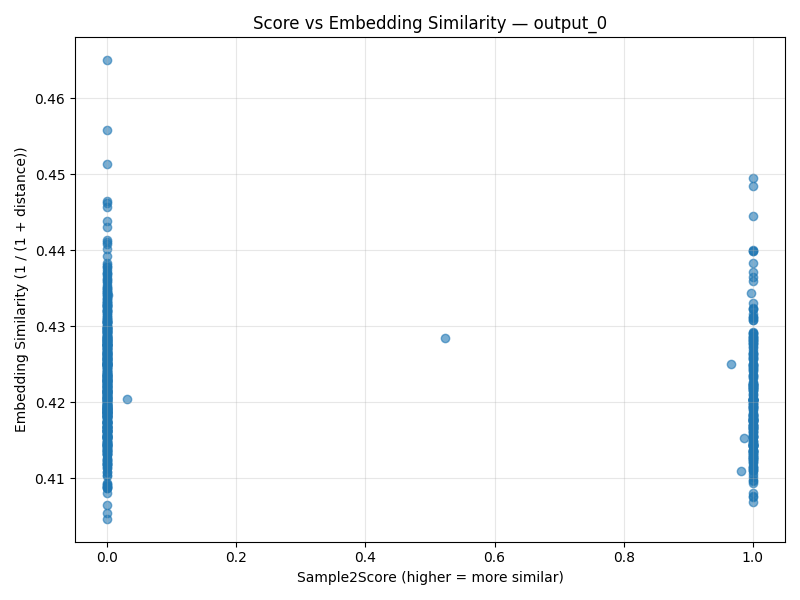 Score vs Embedding Similarity — output_0
Embedding Similarity (1 / (1 + distance))
0.46
0.45
0.44
0.43
0.42
0.41
0.0 0.2 0.4 0.6 0.8 1.0
Sample2Score (higher = more similar)